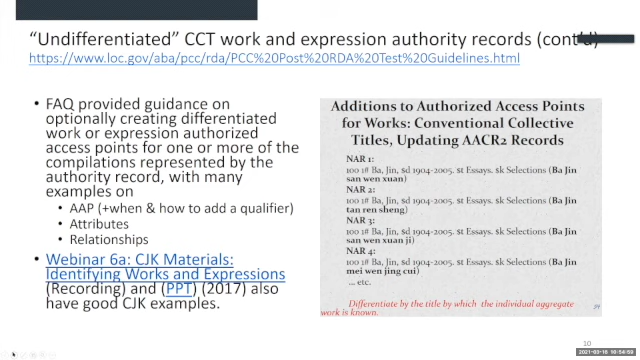 “Undifferentiated” CCT work and expression authority records (cont’d)
https://www.loc.gov/aba/pcc/rda/PCC%20Post%20RDA%20Test%20Guidelines.html
• FAQ provided guidance on
optionally creating differentiated
work or expression authorized
access points for one or more of the
compilations represented by the
authority record, with many
examples on
• AAP (+when & how to add a qualifier)
• Attributes
• Relationships
• Webinar 6a: CJK Materials:
Identifying Works and Expressions
(Recording) and (PPT) (2017) also
have good CJK examples.
Additions to Authorized Access Points
for Works: Conventional Collective
Titles, Updating AACR2 Records
NAR 1:
100 1# Ba, Jin, $d 1904-2005. $t Essays. $k Selections (Ba Jin
san wen xuan)
NAR 2:
100 1# Ba, Jin, $d 1904-2005. $t Essays. $k Selections (Ba Jin
tan ren sheng)
NAR 3:
100 1# Ba, Jin, $d 1904-2005. $t Essays. $k Selections (Ba Jin
san wen xuan ji)
NAR 4:
100 1# Ba, Jin, $d 1904-2005. $t Essays. $k Selections (Ba Jin
mei wen jing cui)
... etc.
Differentiate by the title by which the individual aggregate
work is known.
10